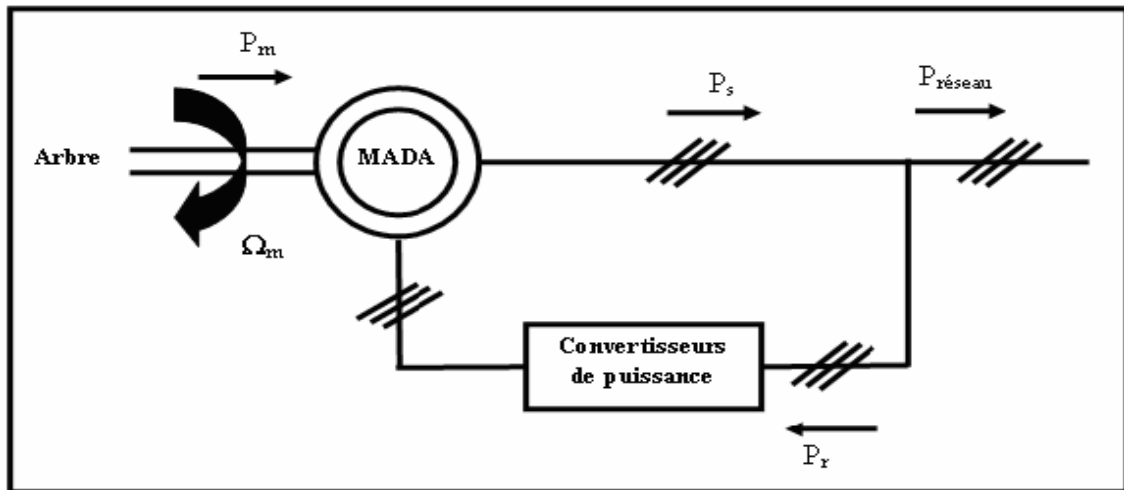 Pm
Ps
Préseau
Arbre
MADA
Ωm
Convertisseurs
de puissance
Pr